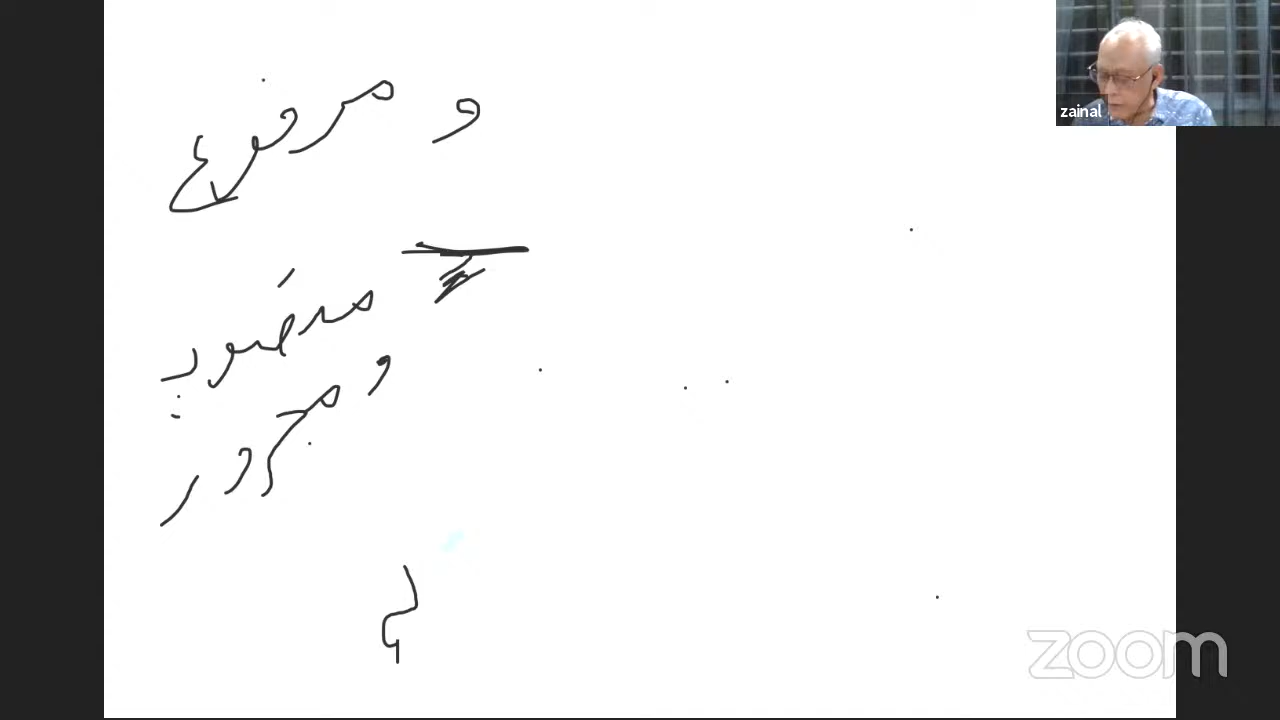 zainal
و مرفوع
منصوب
و مجرور
لم
zoom